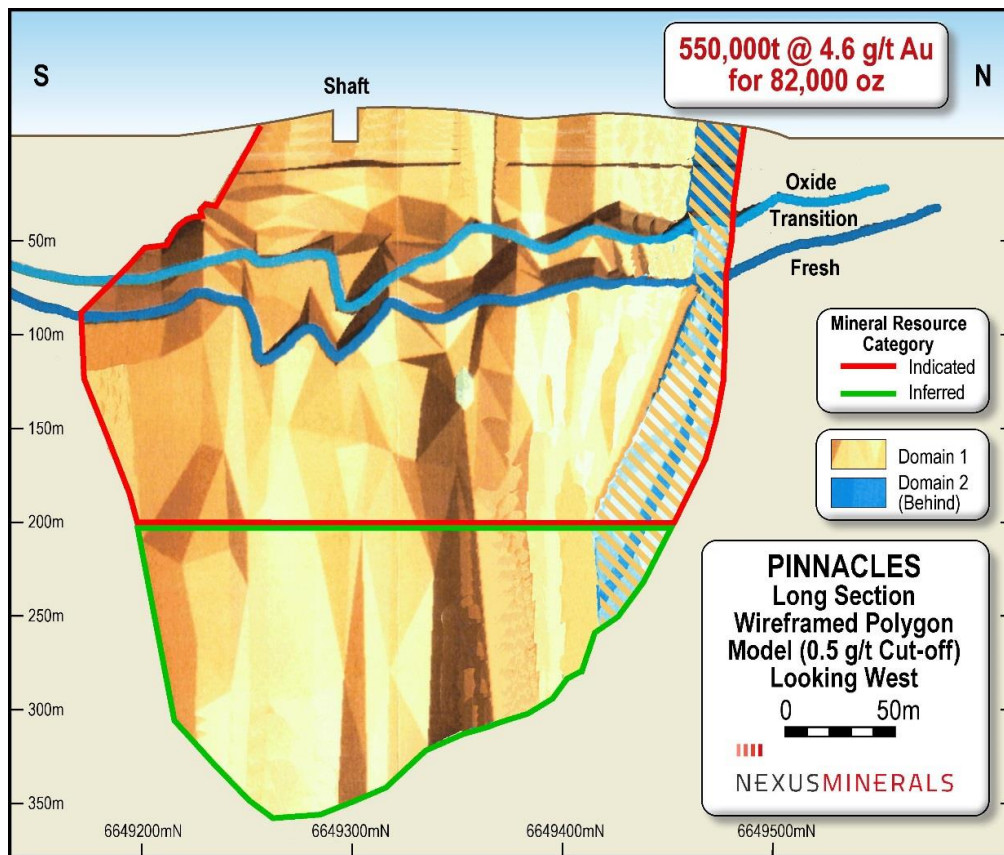 550,000t @ 4.6 g/t Au
for 82,000 oz
S
N
Shaft
Oxide
Transition
Fresh
50m
100m
150m
200m
250m
300m
350m
Mineral Resource
Category
Indicated
Inferred
Domain 1
Domain 2
(Behind)
PINNACLES
Long Section
Wireframed Polygon
Model (0.5 g/t Cut-off)
Looking West
0 50m
NEXUSMINERALS
6649200mN 6649300mN 6649400mN 6649500mN